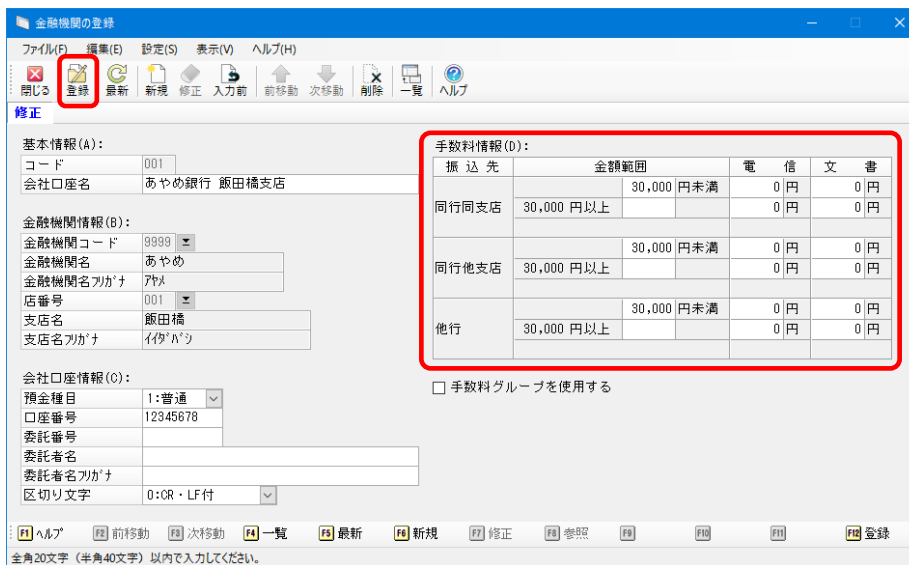 金融機関の登録
ファイル(F) 編集(E) 設定(S) 表示(V) ヘルプ(H)
閉じる 登録 最新 新規 修正 入力前 前移動 次移動 削除 一覧 ヘルプ
修正
基本情報(A):
コード 001
会社口座名 あやめ銀行 飯田橋支店
金融機関情報(B):
金融機関コード 9999
金融機関名 あやめ
金融機関名フリガナ アヤメ
店番号 001
支店名 飯田橋
支店名フリガナ イイダバシ
会社口座情報(C):
預金種目 1:普通
口座番号 12345678
委託番号
委託者名
委託者名フリガナ
区切り文字 0:CR・LF付
手数料情報(D):
振込先 金額範囲 電信 文書
30,000 円未満 0 円 0 円
同行同支店 30,000 円以上 0 円 0 円
30,000 円未満 0 円 0 円
同行他支店 30,000 円以上 0 円 0 円
30,000 円未満 0 円 0 円
他行 30,000 円以上 0 円 0 円
手数料グループを使用する
F1 ヘルプ F2 前移動 F3 次移動 F4 一覧 F5 最新 F6 新規 F7 修正 F8 参照 F9 F10 F11 F12 登録
全角20文字（半角40文字）以内で入力してください。